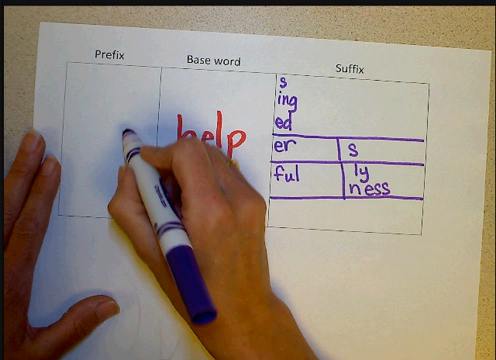 Prefix Base word Suffix
s
ing
help ed
er s
ful ly
ness